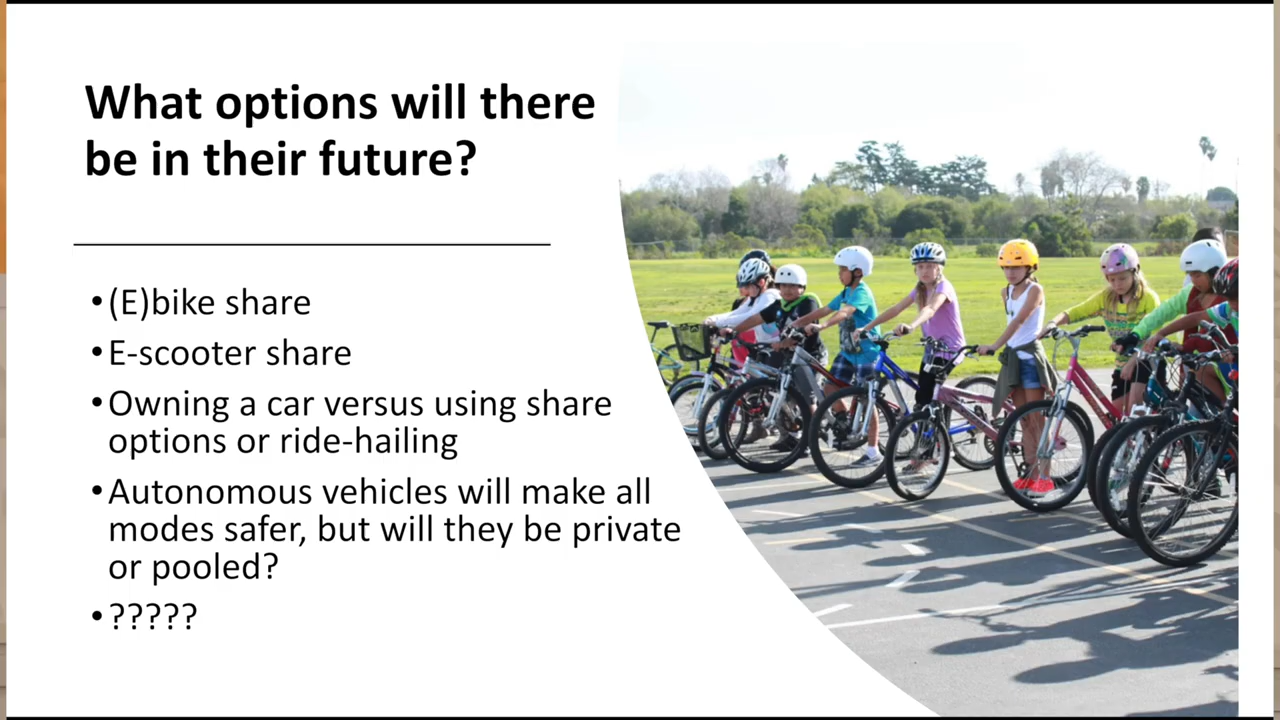 What options will there
be in their future?
•(E)bike share
•E-scooter share
•Owning a car versus using share
options or ride-hailing
•Autonomous vehicles will make all
modes safer, but will they be private
or pooled?
•?????